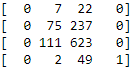 [  0   7  22   0]
[  0  75 237   0]
[  0 111 623   0]
[  0   2  49   1]